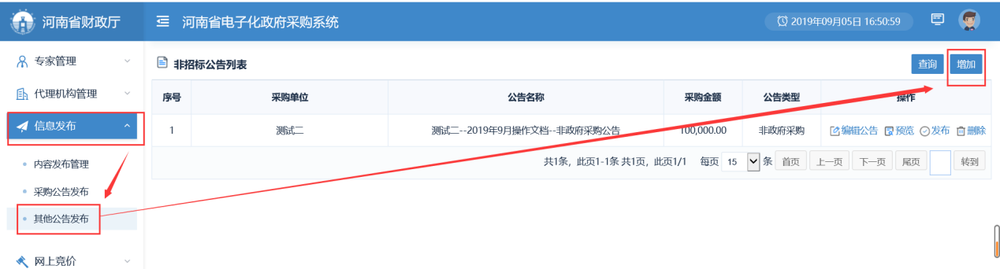 河南省财政厅
河南省电子化政府采购系统
2019年09月05日 16:50:59
专家管理
代理机构管理
信息发布
内容发布管理
采购公告发布
其他公告发布
网上竞价
非招标公告列表
查询 增加
序号 采购单位 公告名称 采购金额 公告类型 操作
1 测试二 测试二--2019年9月操作文档--非政府采购公告 100,000.00 非政府采购 编辑公告 预览 发布 删除
共1条，此页1-1条 共1页，此页1/1 每页 15 条 首页 上一页 下一页 尾页 转到